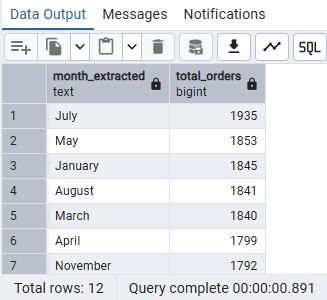 Data Output Messages Notifications
SQL
month_extracted total_orders
text bigint
1 July 1935
2 May 1853
3 January 1845
4 August 1841
5 March 1840
6 April 1799
7 November 1792
Total rows: 12 Query complete 00:00:00.891